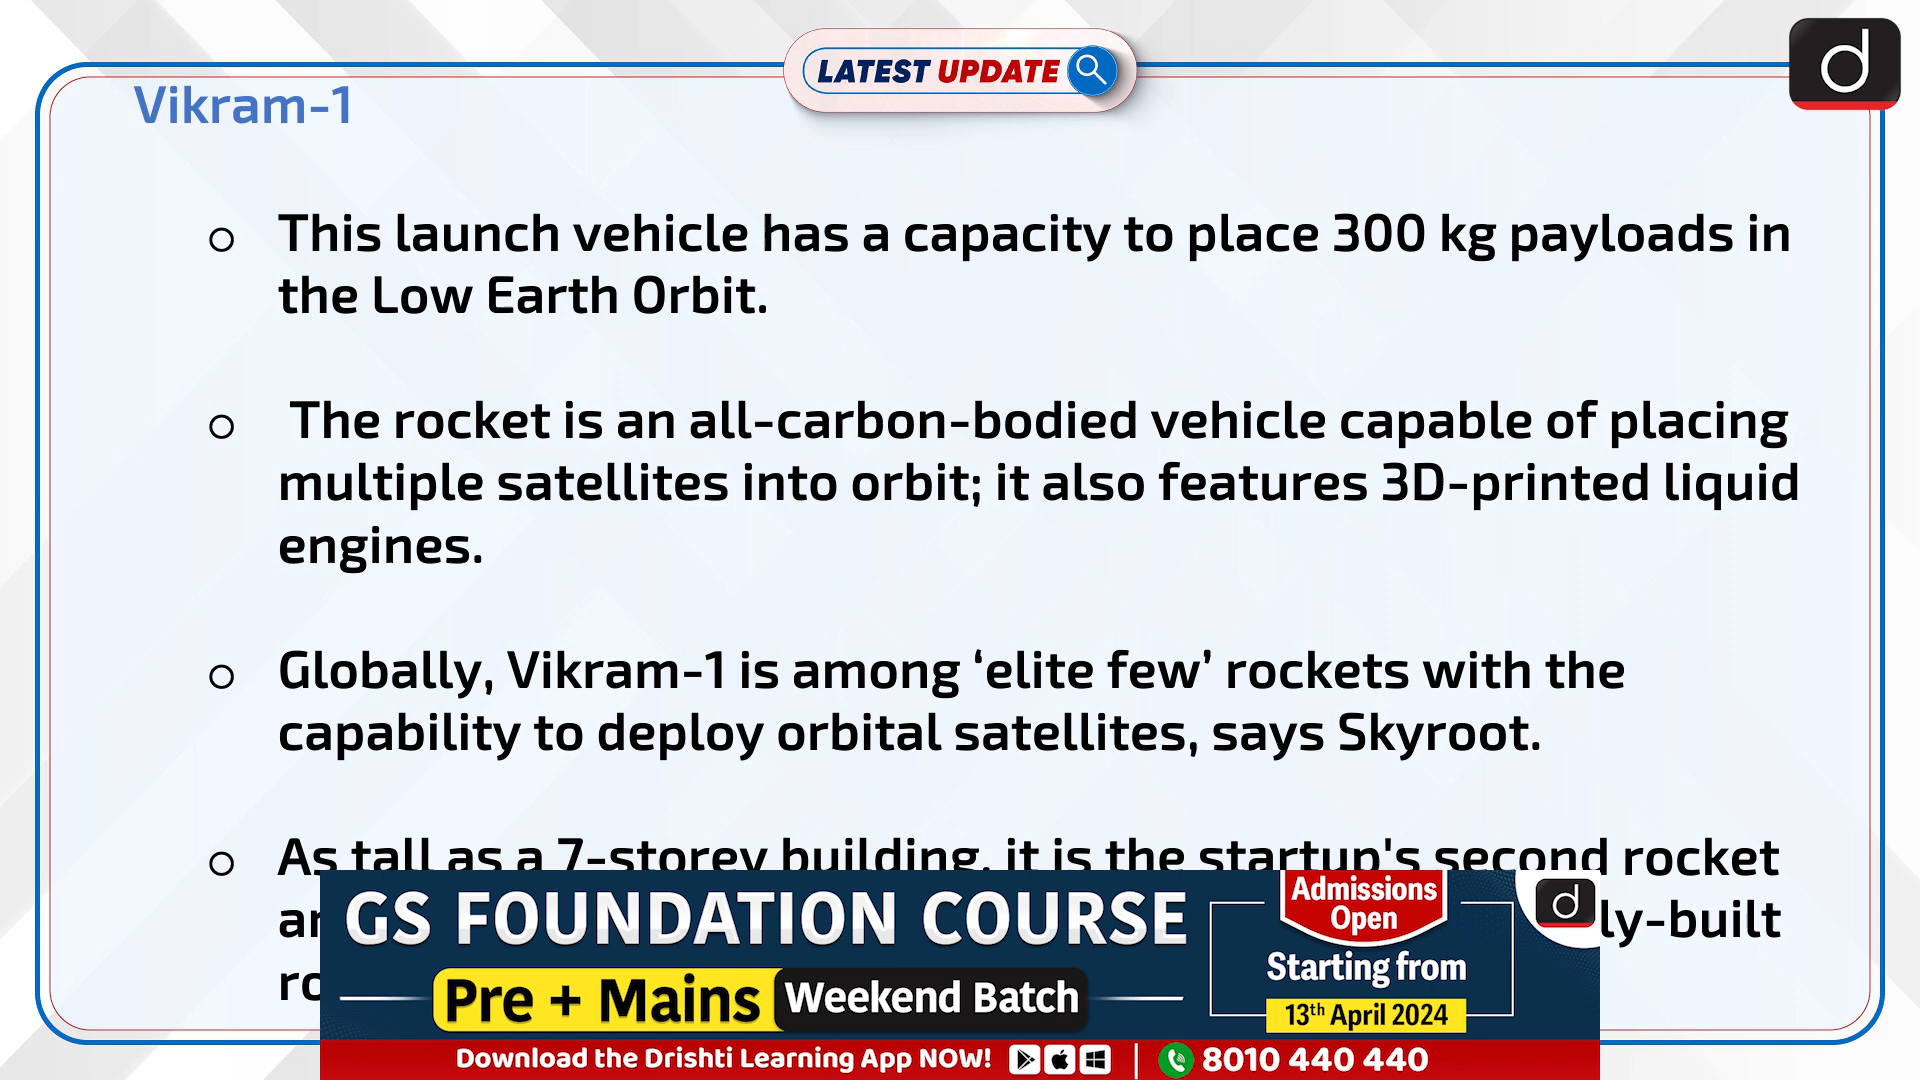 LATEST UPDATE
d
Vikram-1
This launch vehicle has a capacity to place 300 kg payloads in
the Low Earth Orbit.
The rocket is an all-carbon-bodied vehicle capable of placing
multiple satellites into orbit; it also features 3D-printed liquid
engines.
Globally, Vikram-1 is among ‘elite few’ rockets with the
capability to deploy orbital satellites, says Skyroot.
As tall as a 7-storey building, it is the startup's second rocket
ly-built
GS FOUNDATION COURSE
Pre + Mains Weekend Batch
Admissions
Open
Starting from
13th April 2024
d
Download the Drishti Learning App NOW!
8010 440 440